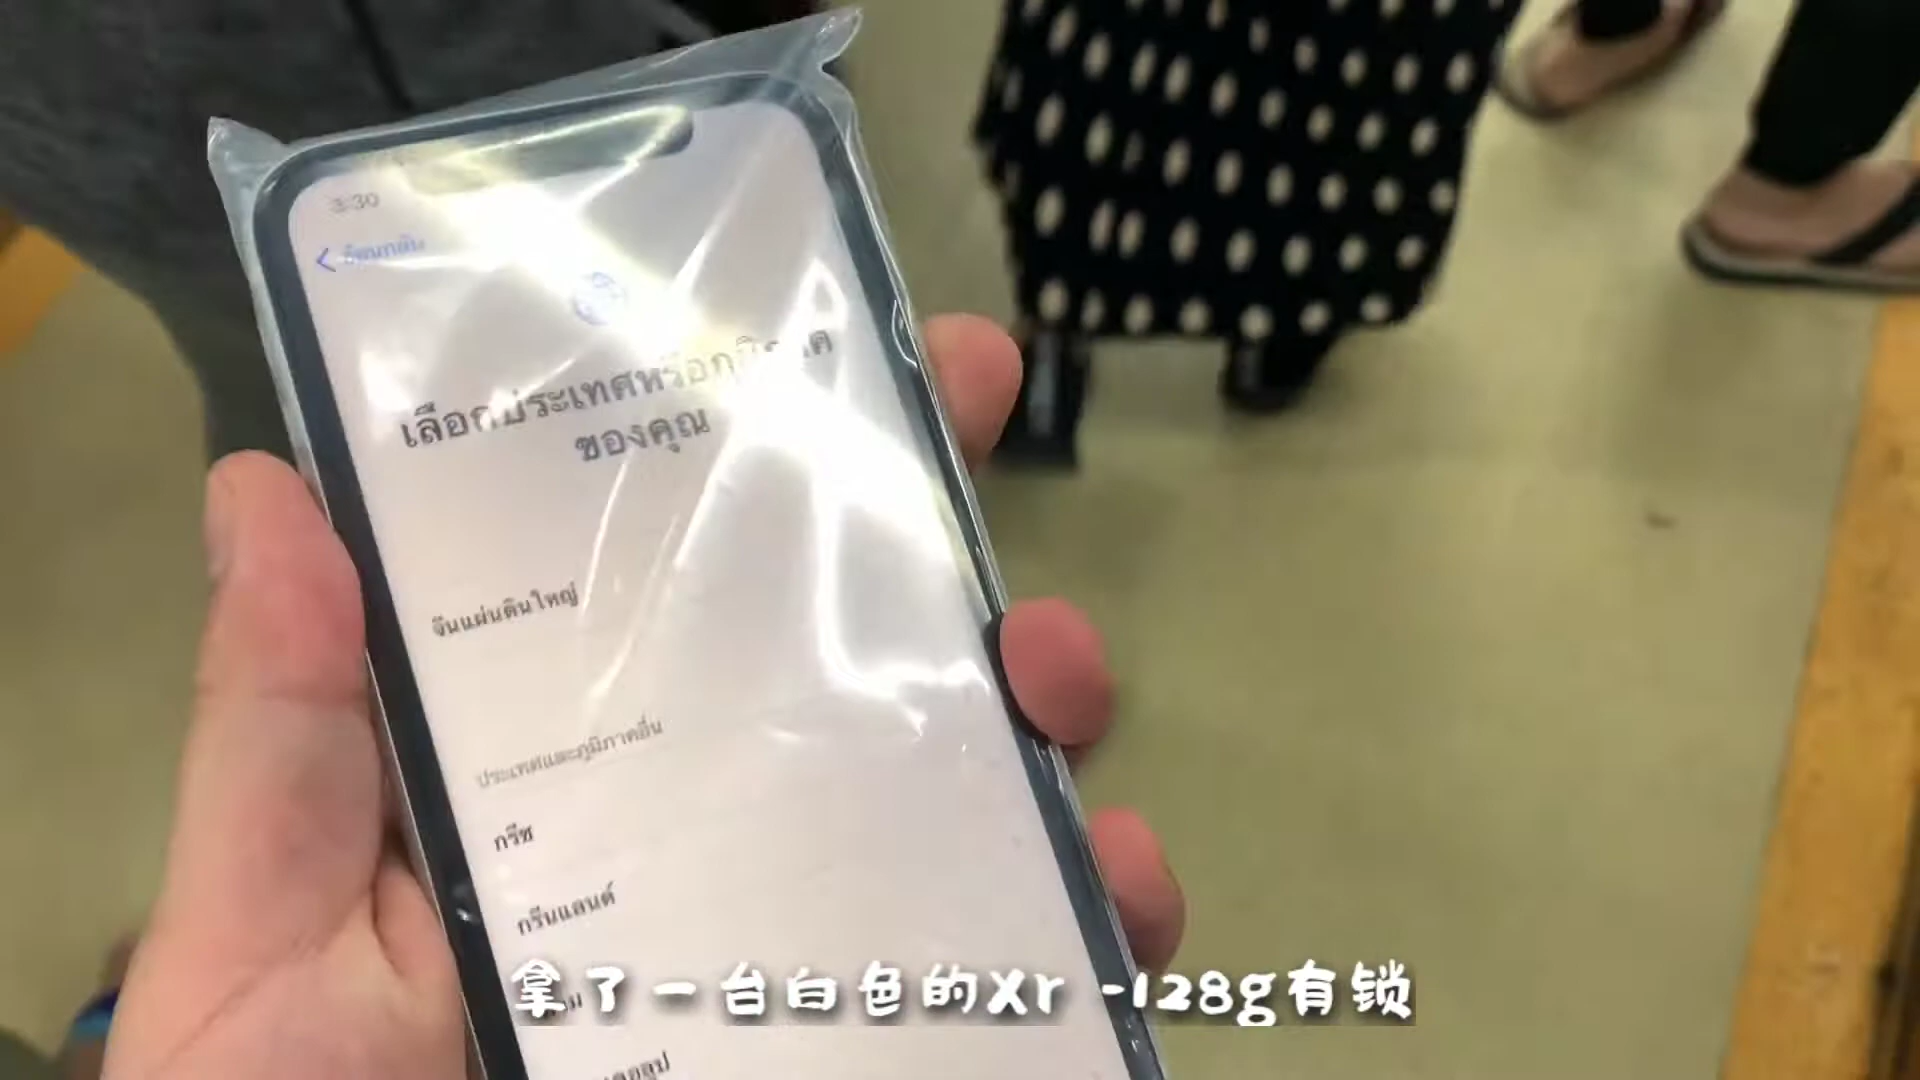 3:30
เลือกประเทศหรือภูมิภาค
ของคุณ
จีนแผ่นดินใหญ่
ประเทศและภูมิภาคอื่น
กรีซ
กรีนแลนด์
拿了一台白色的Xr -128g有锁